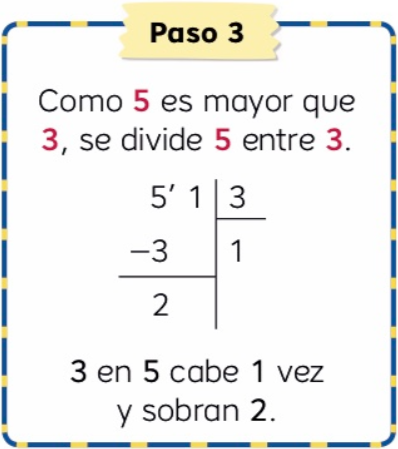 Paso 3
Como 5 es mayor que
3, se divide 5 entre 3.
5′ 1 3
−3 1
2
3 en 5 cabe 1 vez
y sobran 2.